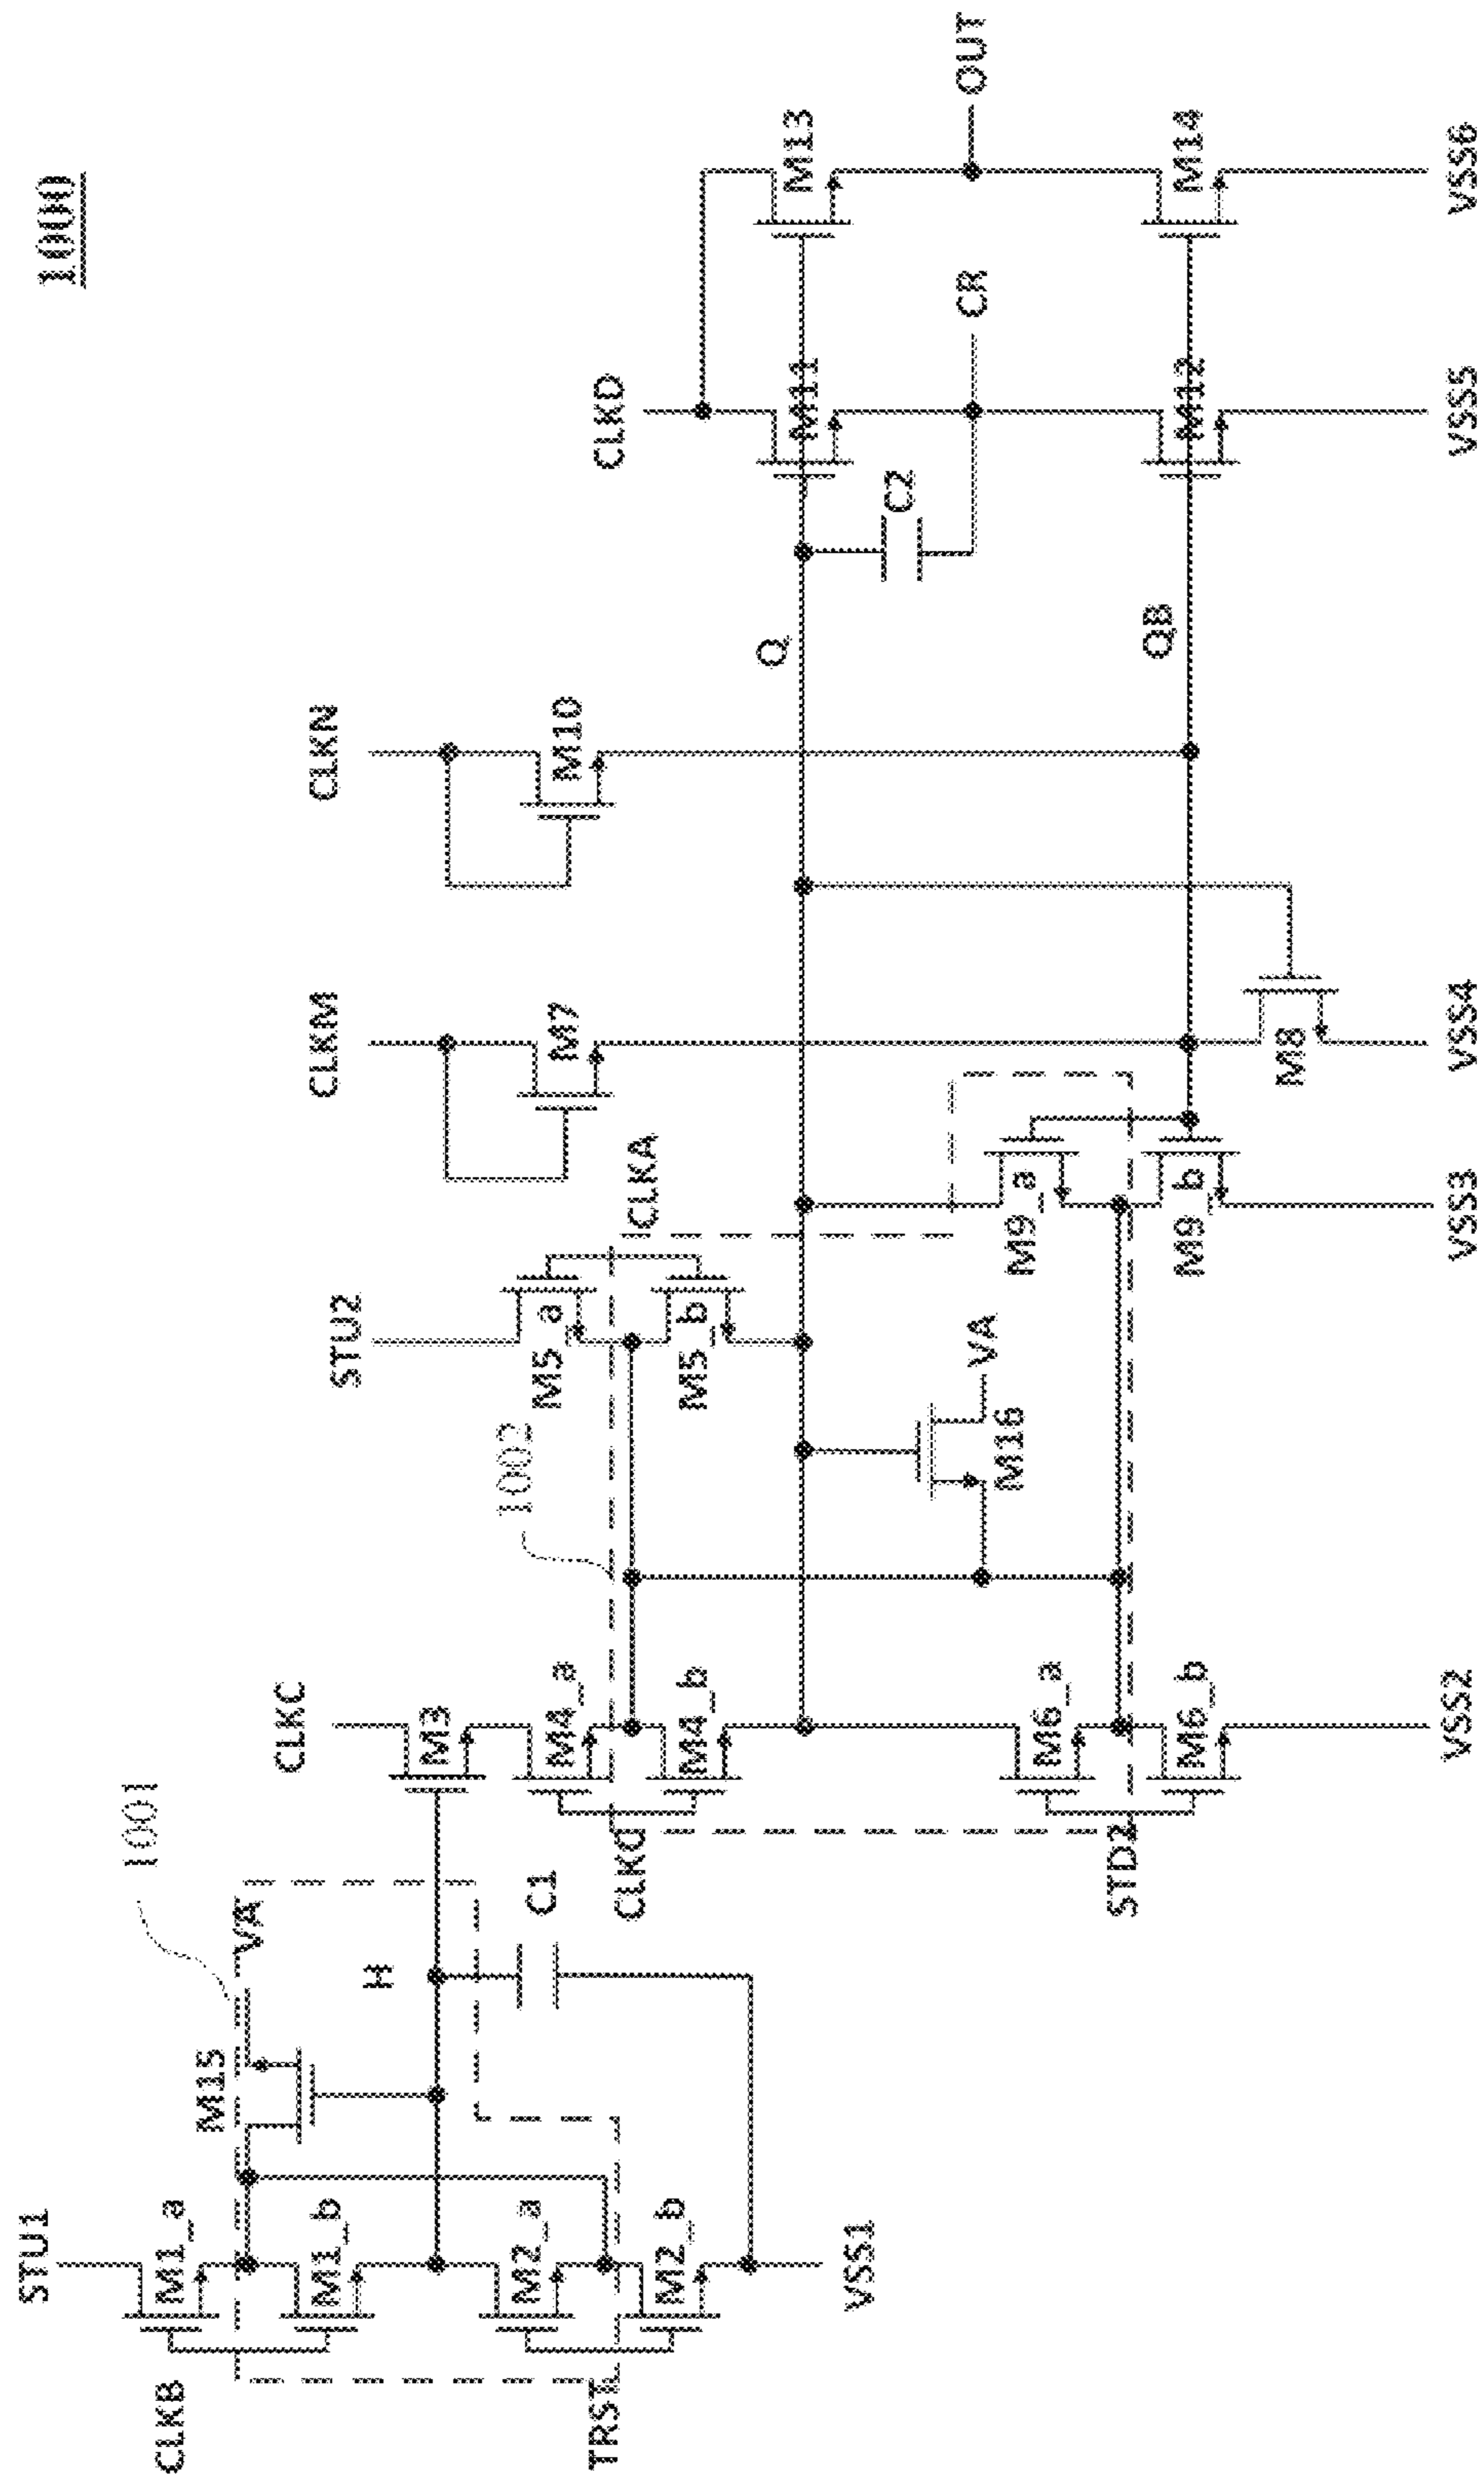 1000
STU1
CLKB
M1_a
M1_b
M2_a
M2_b
TRST
VSS1
M15
VA
1001
H
C1
CLKC
M3
M4_a
M4_b
CLKC
M6_a
M6_b
STD2
VSS2
1002
STU2
M5_a
M5_b
CLKA
M16
VA
M9_a
M9_b
VSS3
CLKM
M7
M8
VSS4
CLKN
M10
Q
QB
C2
CLKD
M11
M12
CR
VSS5
M13
M14
OUT
VSS6